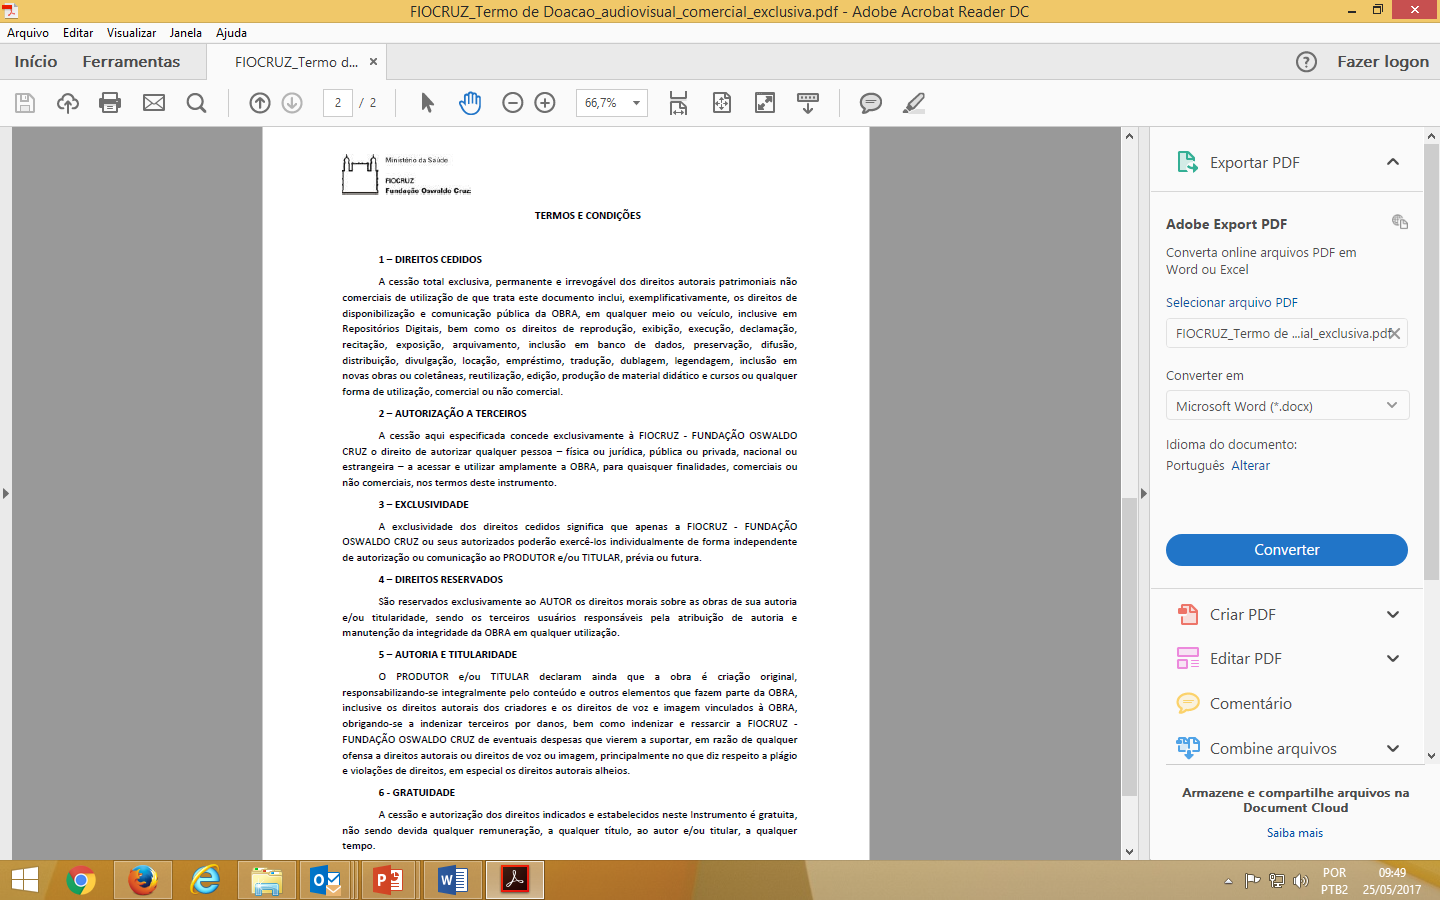 FIOCRUZ_Termo de Doacao_audiovisual_comercial_exclusiva.pdf - Adobe Acrobat Reader DC
Arquivo Editar Visualizar Janela Ajuda
Início Ferramentas FIOCRUZ_Termo d... Fazer logon
2 / 2 66,7%
Ministério da Saúde
FIOCRUZ
Fundação Oswaldo Cruz
TERMOS E CONDIÇÕES
1 – DIREITOS CEDIDOS
A cessão total exclusiva, permanente e irrevogável dos direitos autorais patrimoniais não
comerciais de utilização de que trata este documento inclui, exemplificativamente, os direitos de
disponibilização e comunicação pública da OBRA, em qualquer meio ou veículo, inclusive em
Repositórios Digitais, bem como os direitos de reprodução, exibição, execução, declamação,
recitação, exposição, arquivamento, inclusão em banco de dados, preservação, difusão,
distribuição, divulgação, locação, empréstimo, tradução, dublagem, legendagem, inclusão em
novas obras ou coletâneas, reutilização, edição, produção de material didático e cursos ou qualquer
forma de utilização, comercial ou não comercial.
2 – AUTORIZAÇÃO A TERCEIROS
A cessão aqui especificada concede exclusivamente à FIOCRUZ - FUNDAÇÃO OSWALDO
CRUZ o direito de autorizar qualquer pessoa – física ou jurídica, pública ou privada, nacional ou
estrangeira – a acessar e utilizar amplamente a OBRA, para quaisquer finalidades, comerciais ou
não comerciais, nos termos deste instrumento.
3 – EXCLUSIVIDADE
A exclusividade dos direitos cedidos significa que apenas a FIOCRUZ - FUNDAÇÃO
OSWALDO CRUZ ou seus autorizados poderão exercê-los individualmente de forma independente
de autorização ou comunicação ao PRODUTOR e/ou TITULAR, prévia ou futura.
4 – DIREITOS RESERVADOS
São reservados exclusivamente ao AUTOR os direitos morais sobre as obras de sua autoria
e/ou titularidade, sendo os terceiros usuários responsáveis pela atribuição de autoria e
manutenção da integridade da OBRA em qualquer utilização.
5 – AUTORIA E TITULARIDADE
O PRODUTOR e/ou TITULAR declaram ainda que a obra é criação original,
responsabilizando-se integralmente pelo conteúdo e outros elementos que fazem parte da OBRA,
inclusive os direitos autorais dos criadores e os direitos de voz e imagem vinculados à OBRA,
obrigando-se a indenizar terceiros por danos, bem como indenizar e ressarcir a FIOCRUZ -
FUNDAÇÃO OSWALDO CRUZ de eventuais despesas que vierem a suportar, em razão de qualquer
ofensa a direitos autorais ou direitos de voz ou imagem, principalmente no que diz respeito a plágio
e violações de direitos, em especial os direitos autorais alheios.
6 - GRATUIDADE
A cessão e autorização dos direitos indicados e estabelecidos neste Instrumento é gratuita,
não sendo devida qualquer remuneração, a qualquer título, ao autor e/ou titular, a qualquer
tempo.
Exportar PDF
Adobe Export PDF
Converta online arquivos PDF em
Word ou Excel
Selecionar arquivo PDF
FIOCRUZ_Termo de ...ial_exclusiva.pdf
Converter em
Microsoft Word (*.docx)
Idioma do documento:
Português Alterar
Converter
Criar PDF
Editar PDF
Comentário
Combine arquivos
Armazene e compartilhe arquivos na
Document Cloud
Saiba mais
POR 09:49
PTB2 25/05/2017